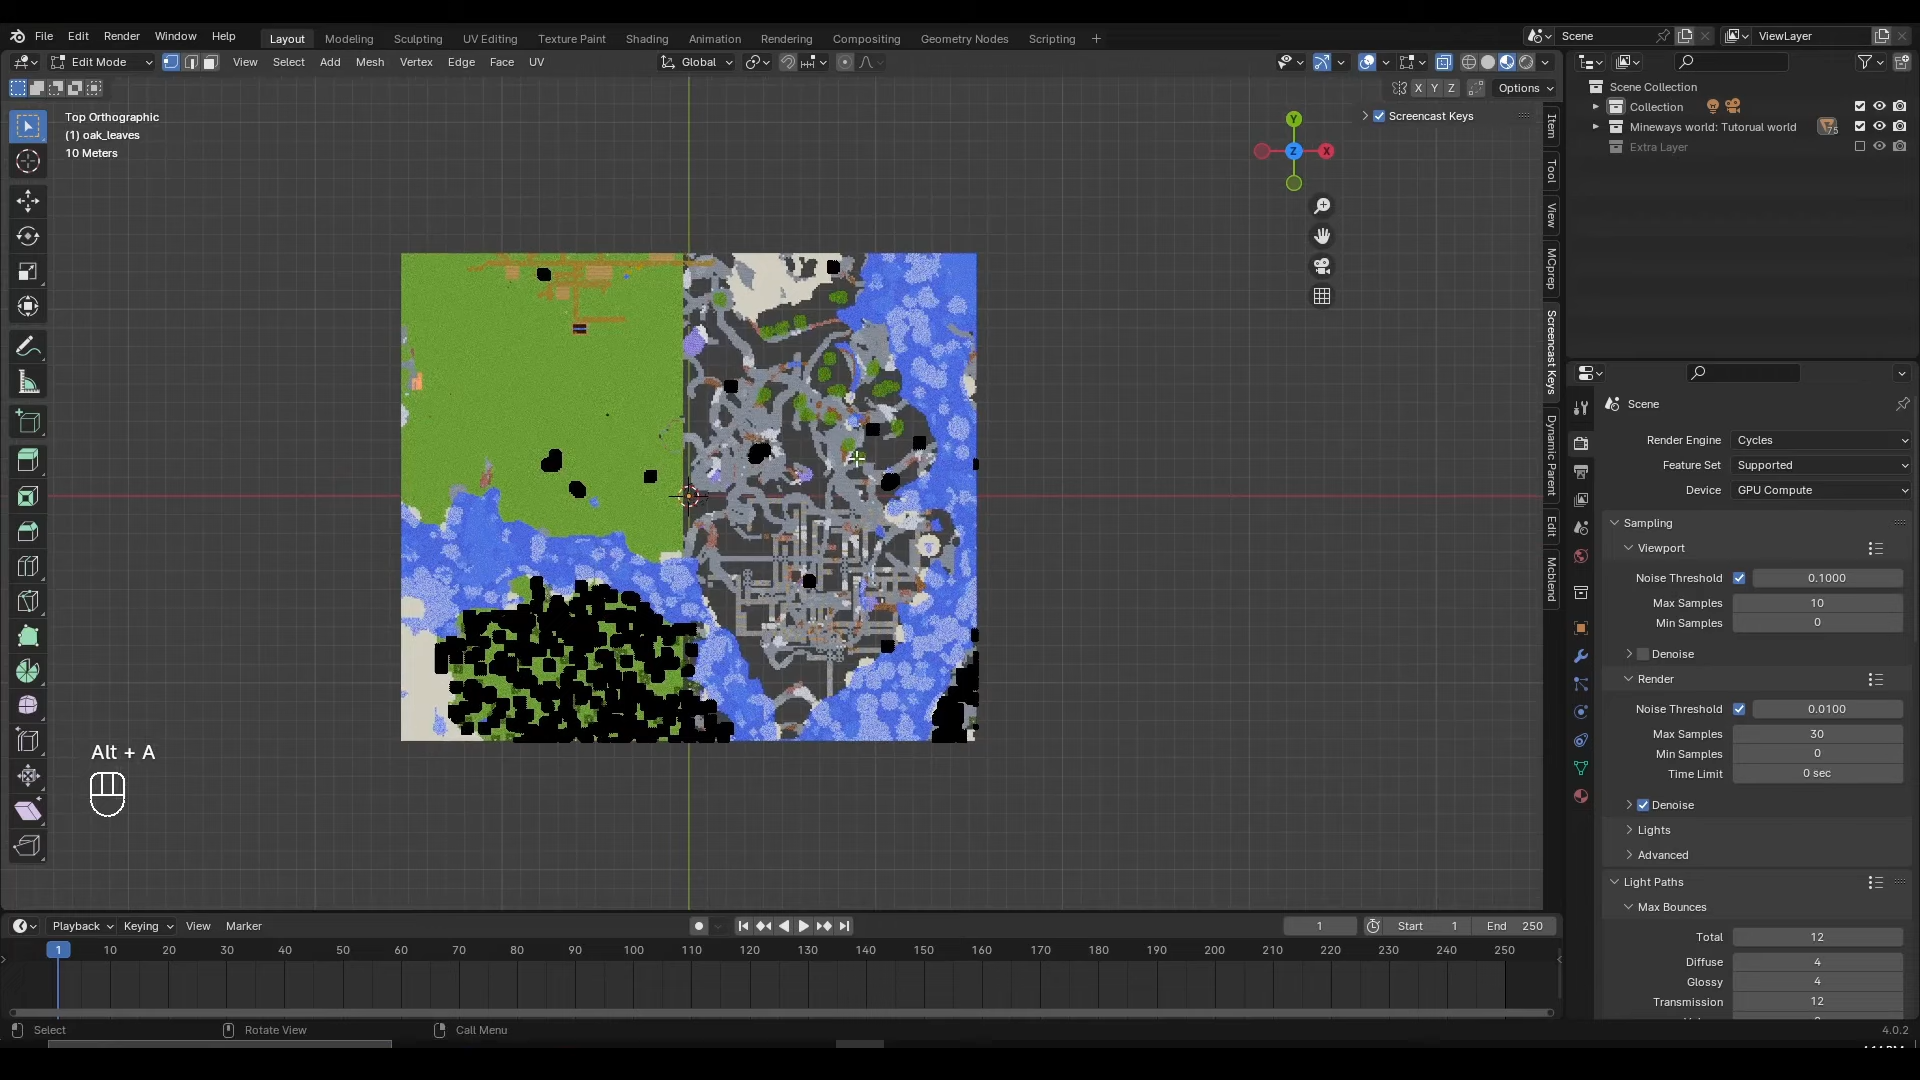 File Edit Render Window Help Layout Modeling Sculpting UV Editing Texture Paint Shading Animation Rendering Compositing Geometry Nodes Scripting + Scene ViewLayer
Edit Mode View Select Add Mesh Vertex Edge Face UV Global
X Y Z Options
Top Orthographic
(1) oak_leaves
10 Meters
Screencast Keys
Y
Z X
Item
Tool
View
MCprep
Screencast Keys
Dynamic Parent
Edit
Mcblend
Scene Collection
Collection
Mineways world: Tutorual world 75
Extra Layer
Scene
Render Engine Cycles
Feature Set Supported
Device GPU Compute
Sampling
Viewport
Noise Threshold 0.1000
Max Samples 10
Min Samples 0
Denoise
Render
Noise Threshold 0.0100
Max Samples 30
Min Samples 0
Time Limit 0 sec
Denoise
Lights
Advanced
Light Paths
Max Bounces
Total 12
Diffuse 4
Glossy 4
Transmission 12
Alt + A
Playback Keying View Marker 1 Start 1 End 250
1 10 20 30 40 50 60 70 80 90 100 110 120 130 140 150 160 170 180 190 200 210 220 230 240 250
Select Rotate View Call Menu 4.0.2